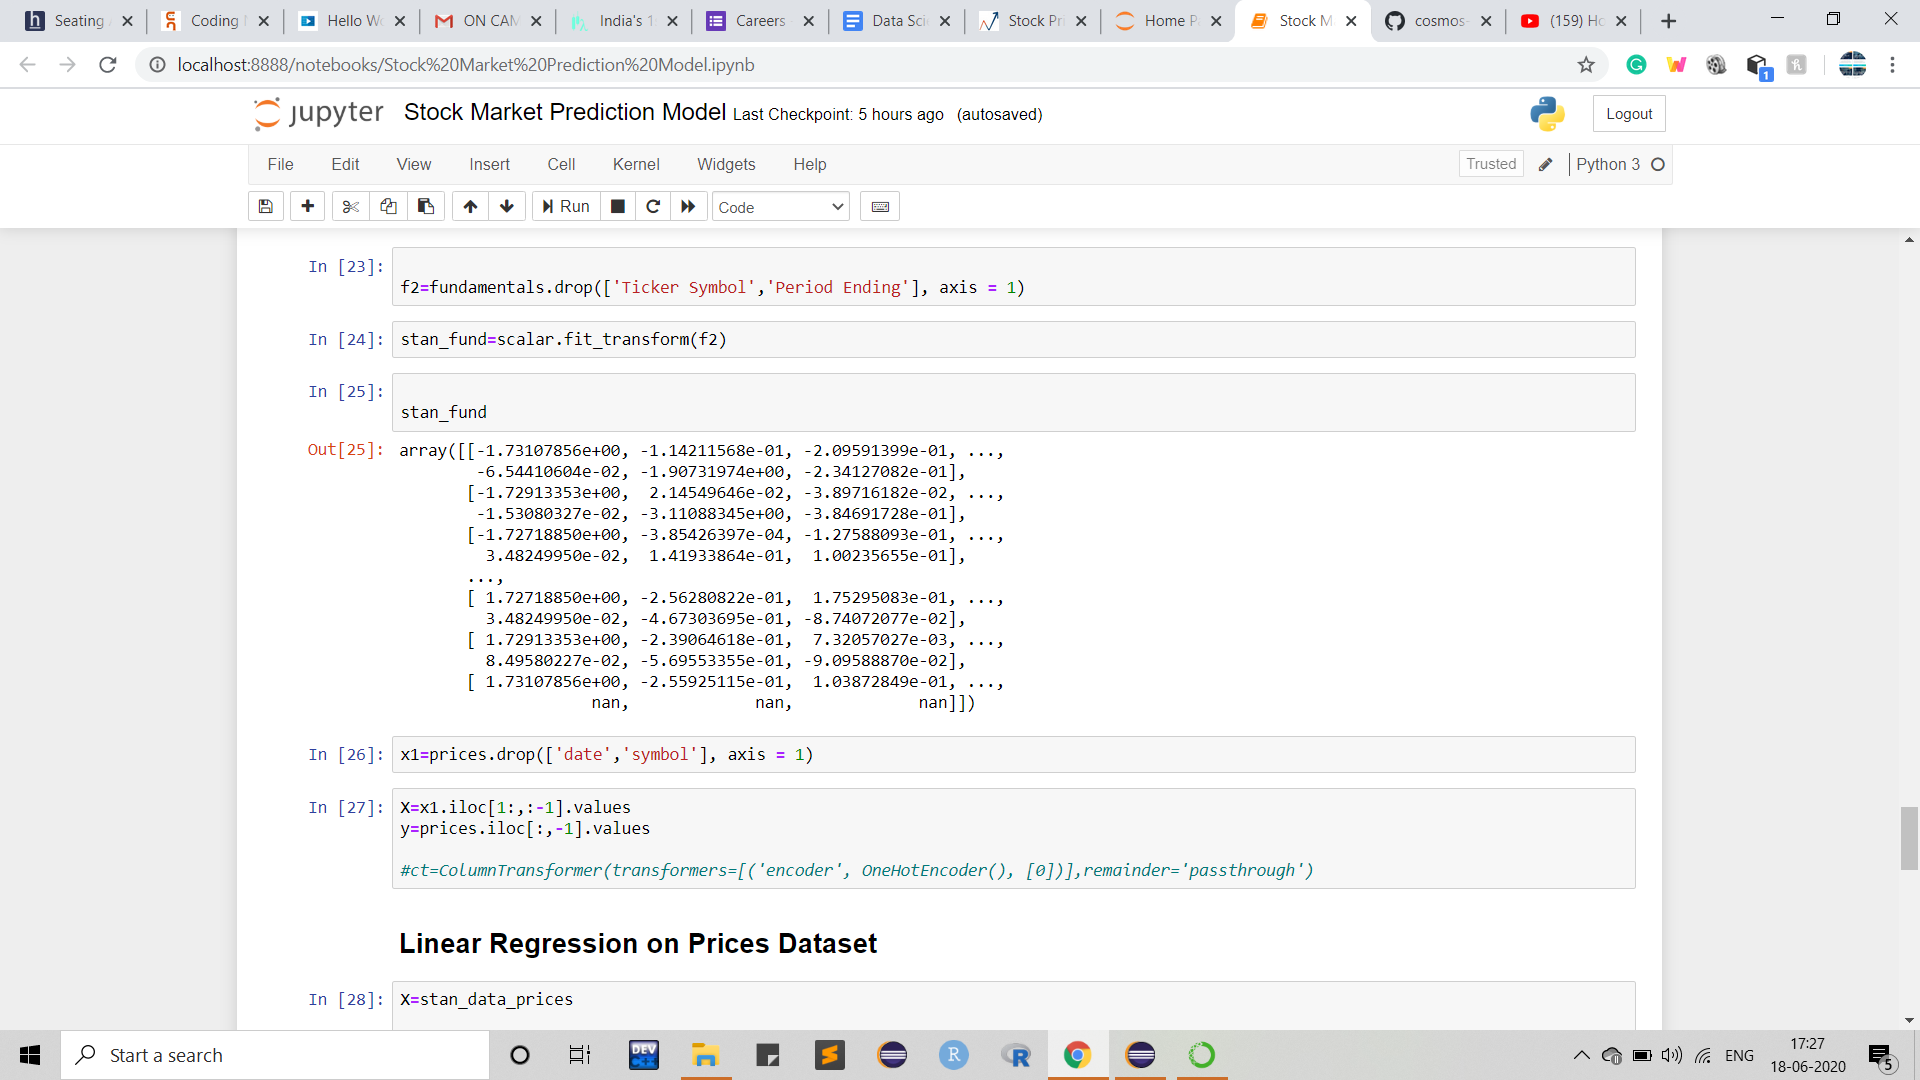 Seating
Coding
Hello Wo
ON CAM
India's 1
Careers
Data Sci
Stock Pr
Home P
Stock M
cosmos-
(159) Ho
localhost:8888/notebooks/Stock%20Market%20Prediction%20Model.ipynb
1
jupyter Stock Market Prediction Model Last Checkpoint: 5 hours ago (autosaved)
Logout
File Edit View Insert Cell Kernel Widgets Help
Trusted Python 3
Run Code
In [23]:
f2=fundamentals.drop(['Ticker Symbol','Period Ending'], axis = 1)
In [24]: stan_fund=scalar.fit_transform(f2)
In [25]:
stan_fund
Out[25]: array([[-1.73107856e+00, -1.14211568e-01, -2.09591399e-01, ...,
-6.54410604e-02, -1.90731974e+00, -2.34127082e-01],
[-1.72913353e+00, 2.14549646e-02, -3.89716182e-02, ...,
-1.53080327e-02, -3.11088345e+00, -3.84691728e-01],
[-1.72718850e+00, -3.85426397e-04, -1.27588093e-01, ...,
3.48249950e-02, 1.41933864e-01, 1.00235655e-01],
...,
[ 1.72718850e+00, -2.56280822e-01, 1.75295083e-01, ...,
3.48249950e-02, -4.67303695e-01, -8.74072077e-02],
[ 1.72913353e+00, -2.39064618e-01, 7.32057027e-03, ...,
8.49580227e-02, -5.69553355e-01, -9.09588870e-02],
[ 1.73107856e+00, -2.55925115e-01, 1.03872849e-01, ...,
nan, nan, nan]])
In [26]: x1=prices.drop(['date','symbol'], axis = 1)
In [27]: X=x1.iloc[1:,:-1].values
y=prices.iloc[:,-1].values
#ct=ColumnTransformer(transformers=[('encoder', OneHotEncoder(), [0])],remainder='passthrough')
Linear Regression on Prices Dataset
In [28]: X=stan_data_prices
Start a search
DEV
C++
R
R
ENG
17:27
18-06-2020
5